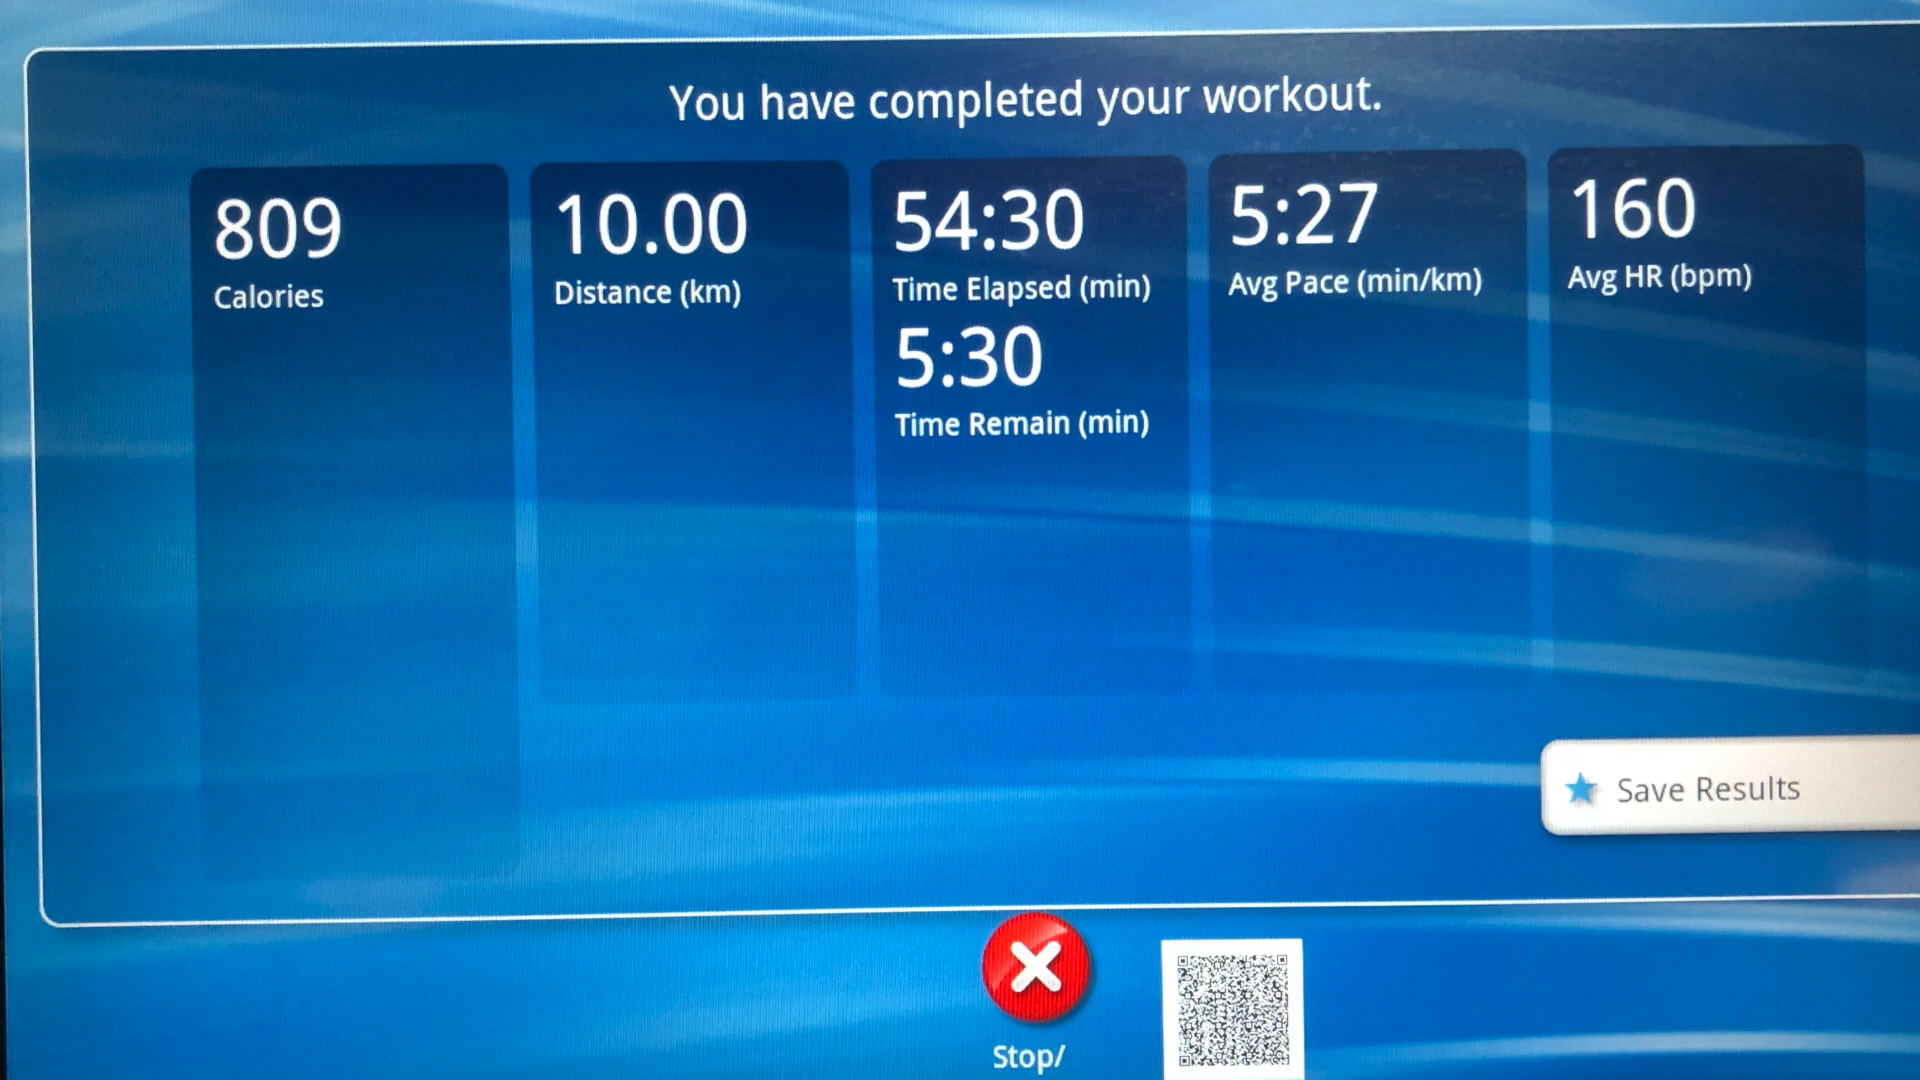 You have completed your workout.
809
Calories
10.00
Distance (km)
54:30
Time Elapsed (min)
5:30
Time Remain (min)
5:27
Avg Pace (min/km)
160
Avg HR (bpm)
Save Results
Stop/